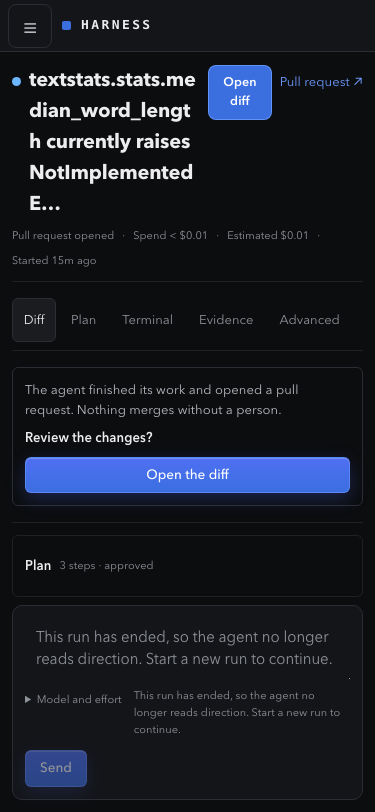 HARNESS
textstats.stats.me
dian_word_lengt
h currently raises
NotImplemented
E…
Open
diff
Pull request ↗
Pull request opened · Spend < $0.01 · Estimated $0.01 ·
Started 15m ago
Diff Plan Terminal Evidence Advanced
The agent finished its work and opened a pull
request. Nothing merges without a person.
Review the changes?
Open the diff
Plan 3 steps · approved
This run has ended, so the agent no longer
reads direction. Start a new run to continue.
▶ Model and effort
This run has ended, so the agent no
longer reads direction. Start a new run to
continue.
Send